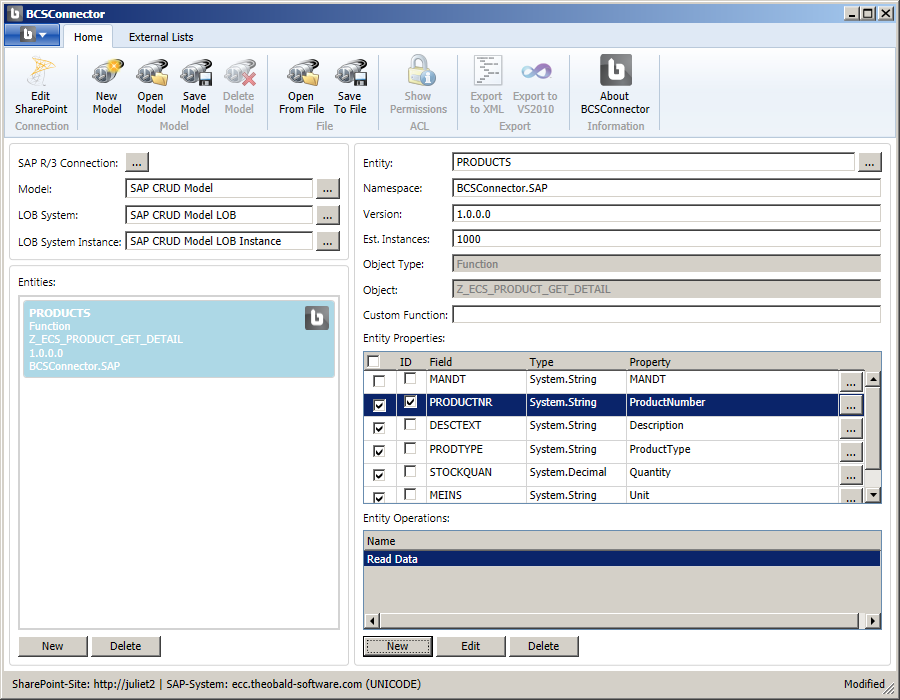 BCSConnector
Home
External Lists
Edit SharePoint
New Model
Open Model
Save Model
Delete Model
Open From File
Save To File
Show Permissions
Export to XML
Export to VS2010
About BCSConnector
Connection
Model
File
ACL
Export
Information
SAP R/3 Connection: ...
Model: SAP CRUD Model ...
LOB System: SAP CRUD Model LOB ...
LOB System Instance: SAP CRUD Model LOB Instance ...
Entities:
PRODUCTS
Function
Z_ECS_PRODUCT_GET_DETAIL
1.0.0.0
BCSConnector.SAP
New Delete
Entity: PRODUCTS ...
Namespace: BCSConnector.SAP
Version: 1.0.0.0
Est. Instances: 1000
Object Type: Function
Object: Z_ECS_PRODUCT_GET_DETAIL
Custom Function:
Entity Properties:
ID Field Type Property
MANDT System.String MANDT ...
PRODUCTNR System.String ProductNumber ...
DESCTEXT System.String Description ...
PRODTYPE System.String ProductType ...
STOCKQUAN System.Decimal Quantity ...
MEINS System.String Unit ...
Entity Operations:
Name
Read Data
New Edit Delete
SharePoint-Site: http://juliet2 | SAP-System: ecc.theobald-software.com (UNICODE)
Modified